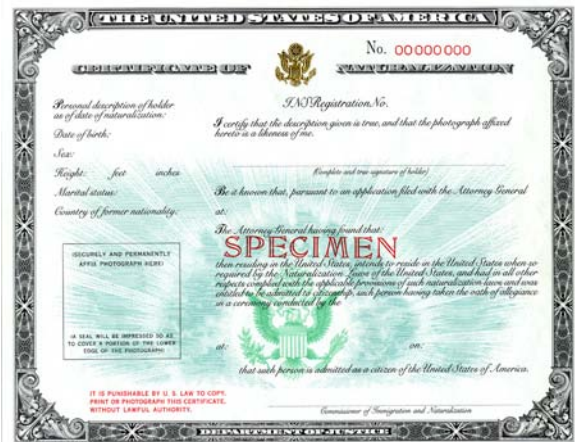 THE UNITED STATES OF AMERICA
No. 00000000
CERTIFICATE OF NATURALIZATION
Personal description of holder
as of date of naturalization:
Date of birth:
Sex:
Height: feet inches
Marital status:
Country of former nationality:
INS Registration No.
I certify that the description given is true, and that the photograph affixed
hereto is a likeness of me.
(Complete and true signature of holder)
Be it known that, pursuant to an application filed with the Attorney General
at:
The Attorney General having found that:
SPECIMEN
then residing in the United States, intends to reside in the United States when so
required by the Naturalization Laws of the United States, and had in all other
respects complied with the applicable provisions of such naturalization laws and was
entitled to be admitted to citizenship, such person having taken the oath of allegiance
in a ceremony conducted by the
at: on:
that such person is admitted as a citizen of the United States of America.
(SECURELY AND PERMANENTLY
AFFIX PHOTOGRAPH HERE)
(A SEAL WILL BE IMPRESSED SO AS
TO COVER A PORTION OF THE LOWER
EDGE OF THE PHOTOGRAPH)
IT IS PUNISHABLE BY U. S. LAW TO COPY,
PRINT OR PHOTOGRAPH THIS CERTIFICATE,
WITHOUT LAWFUL AUTHORITY.
Commissioner of Immigration and Naturalization
DEPARTMENT OF JUSTICE